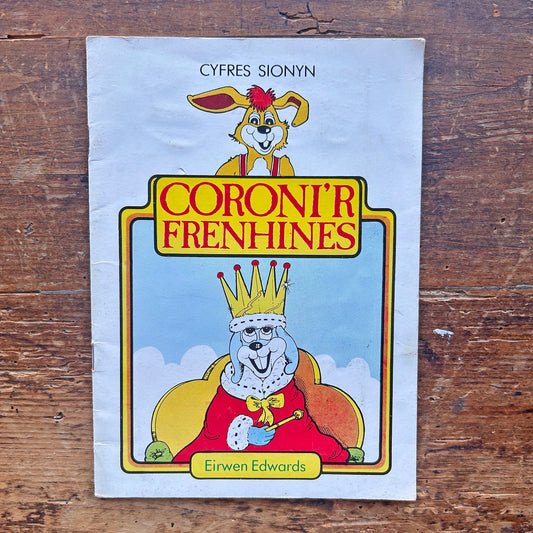 CYFRES SIONYN
CORONI'R
FRENHINES
Eirwen Edwards